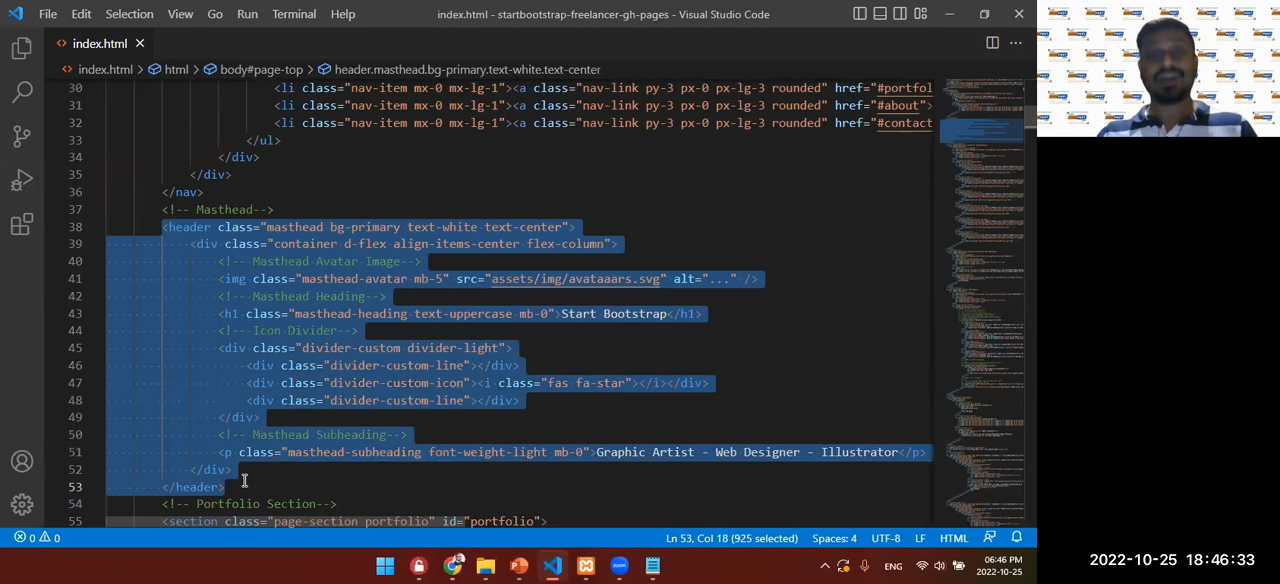 File Edit Selection View Go Run Terminal Help index.html - startbootstrap-freelancer-gh-pages - Visual Studio Code
<> index.html ×
<> index.html > html > body#page-top > header.masthead.bg-primary.text-white.text-center
30 <li class="nav-item mx-0 mx-lg-1"><a class="nav-link py-3 px-0 px-lg-3 rounded" href="#portfol
31 <li class="nav-item mx-0 mx-lg-1"><a class="nav-link py-3 px-0 px-lg-3 rounded" href="#about">
32 <li class="nav-item mx-0 mx-lg-1"><a class="nav-link py-3 px-0 px-lg-3 rounded" href="#contact
33 </ul>
34 </div>
35 </div>
36 </nav>
37 <!-- Masthead-->
38 <header class="masthead bg-primary text-white text-center">
39 <div class="container d-flex align-items-center flex-column">
40 <!-- Masthead Avatar Image-->
41 <img class="masthead-avatar mb-5" src="assets/img/avataaars.svg" alt="..." />
42 <!-- Masthead Heading-->
43 <h1 class="masthead-heading text-uppercase mb-0">Start Bootstrap</h1>
44 <!-- Icon Divider-->
45 <div class="divider-custom divider-light">
46 <div class="divider-custom-line"></div>
47 <div class="divider-custom-icon"><i class="fas fa-star"></i></div>
48 <div class="divider-custom-line"></div>
49 </div>
50 <!-- Masthead Subheading-->
51 <p class="masthead-subheading font-weight-light mb-0">Graphic Artist - Web Designer - Illustrator</p>
52 </div>
53 </header>
54 <!-- Portfolio Section-->
55 <section class="page-section portfolio" id="portfolio">
0 0 Ln 53, Col 18 (925 selected) Spaces: 4 UTF-8 LF HTML
zoom ENG 06:46 PM
2022-10-25
2022-10-25 18:46:33